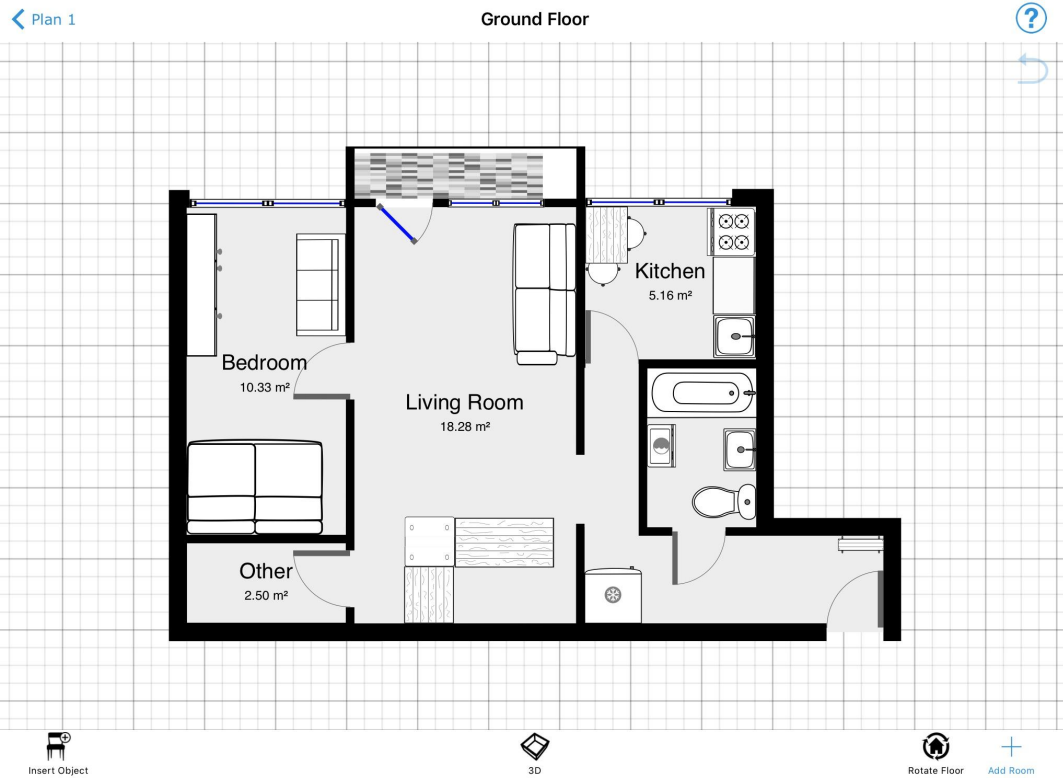 Plan 1
Ground Floor
?
Kitchen
5.16 m²
Bedroom
10.33 m²
Living Room
18.28 m²
Other
2.50 m²
Insert Object
3D
Rotate Floor
Add Room